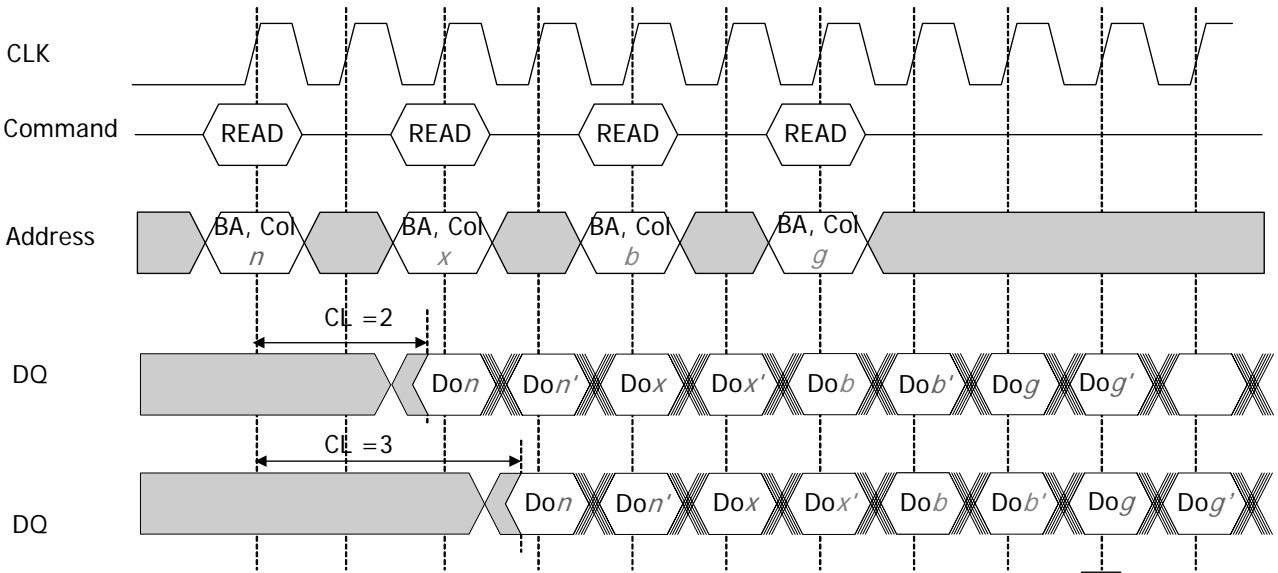 CLK
Command READ READ READ READ
Address BA, Col BA, Col BA, Col BA, Col
n x b g
CL =2
DQ Don Don' Dox Dox' Dob Dob' Dog Dog'
CL =3
DQ Don Don' Dox Dox' Dob Dob' Dog Dog'